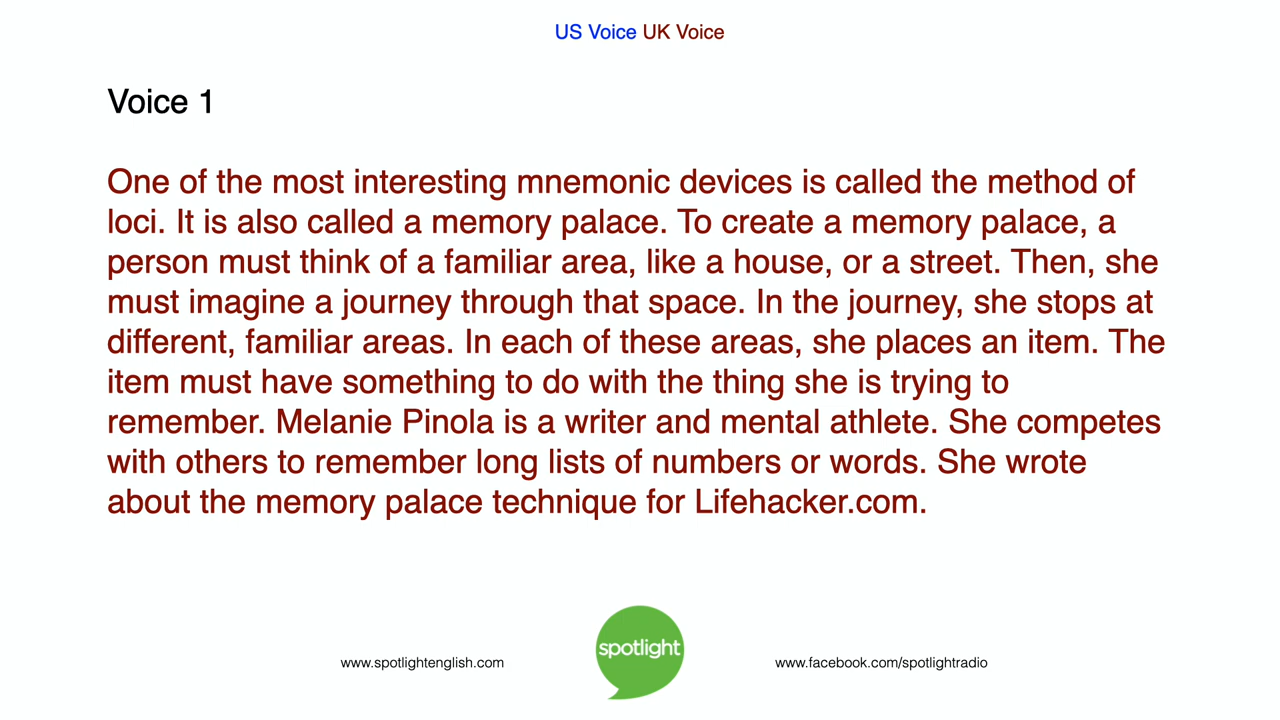 US Voice UK Voice
Voice 1
One of the most interesting mnemonic devices is called the method of
loci. It is also called a memory palace. To create a memory palace, a
person must think of a familiar area, like a house, or a street. Then, she
must imagine a journey through that space. In the journey, she stops at
different, familiar areas. In each of these areas, she places an item. The
item must have something to do with the thing she is trying to
remember. Melanie Pinola is a writer and mental athlete. She competes
with others to remember long lists of numbers or words. She wrote
about the memory palace technique for Lifehacker.com.
spotlight
www.spotlightenglish.com
www.facebook.com/spotlightradio